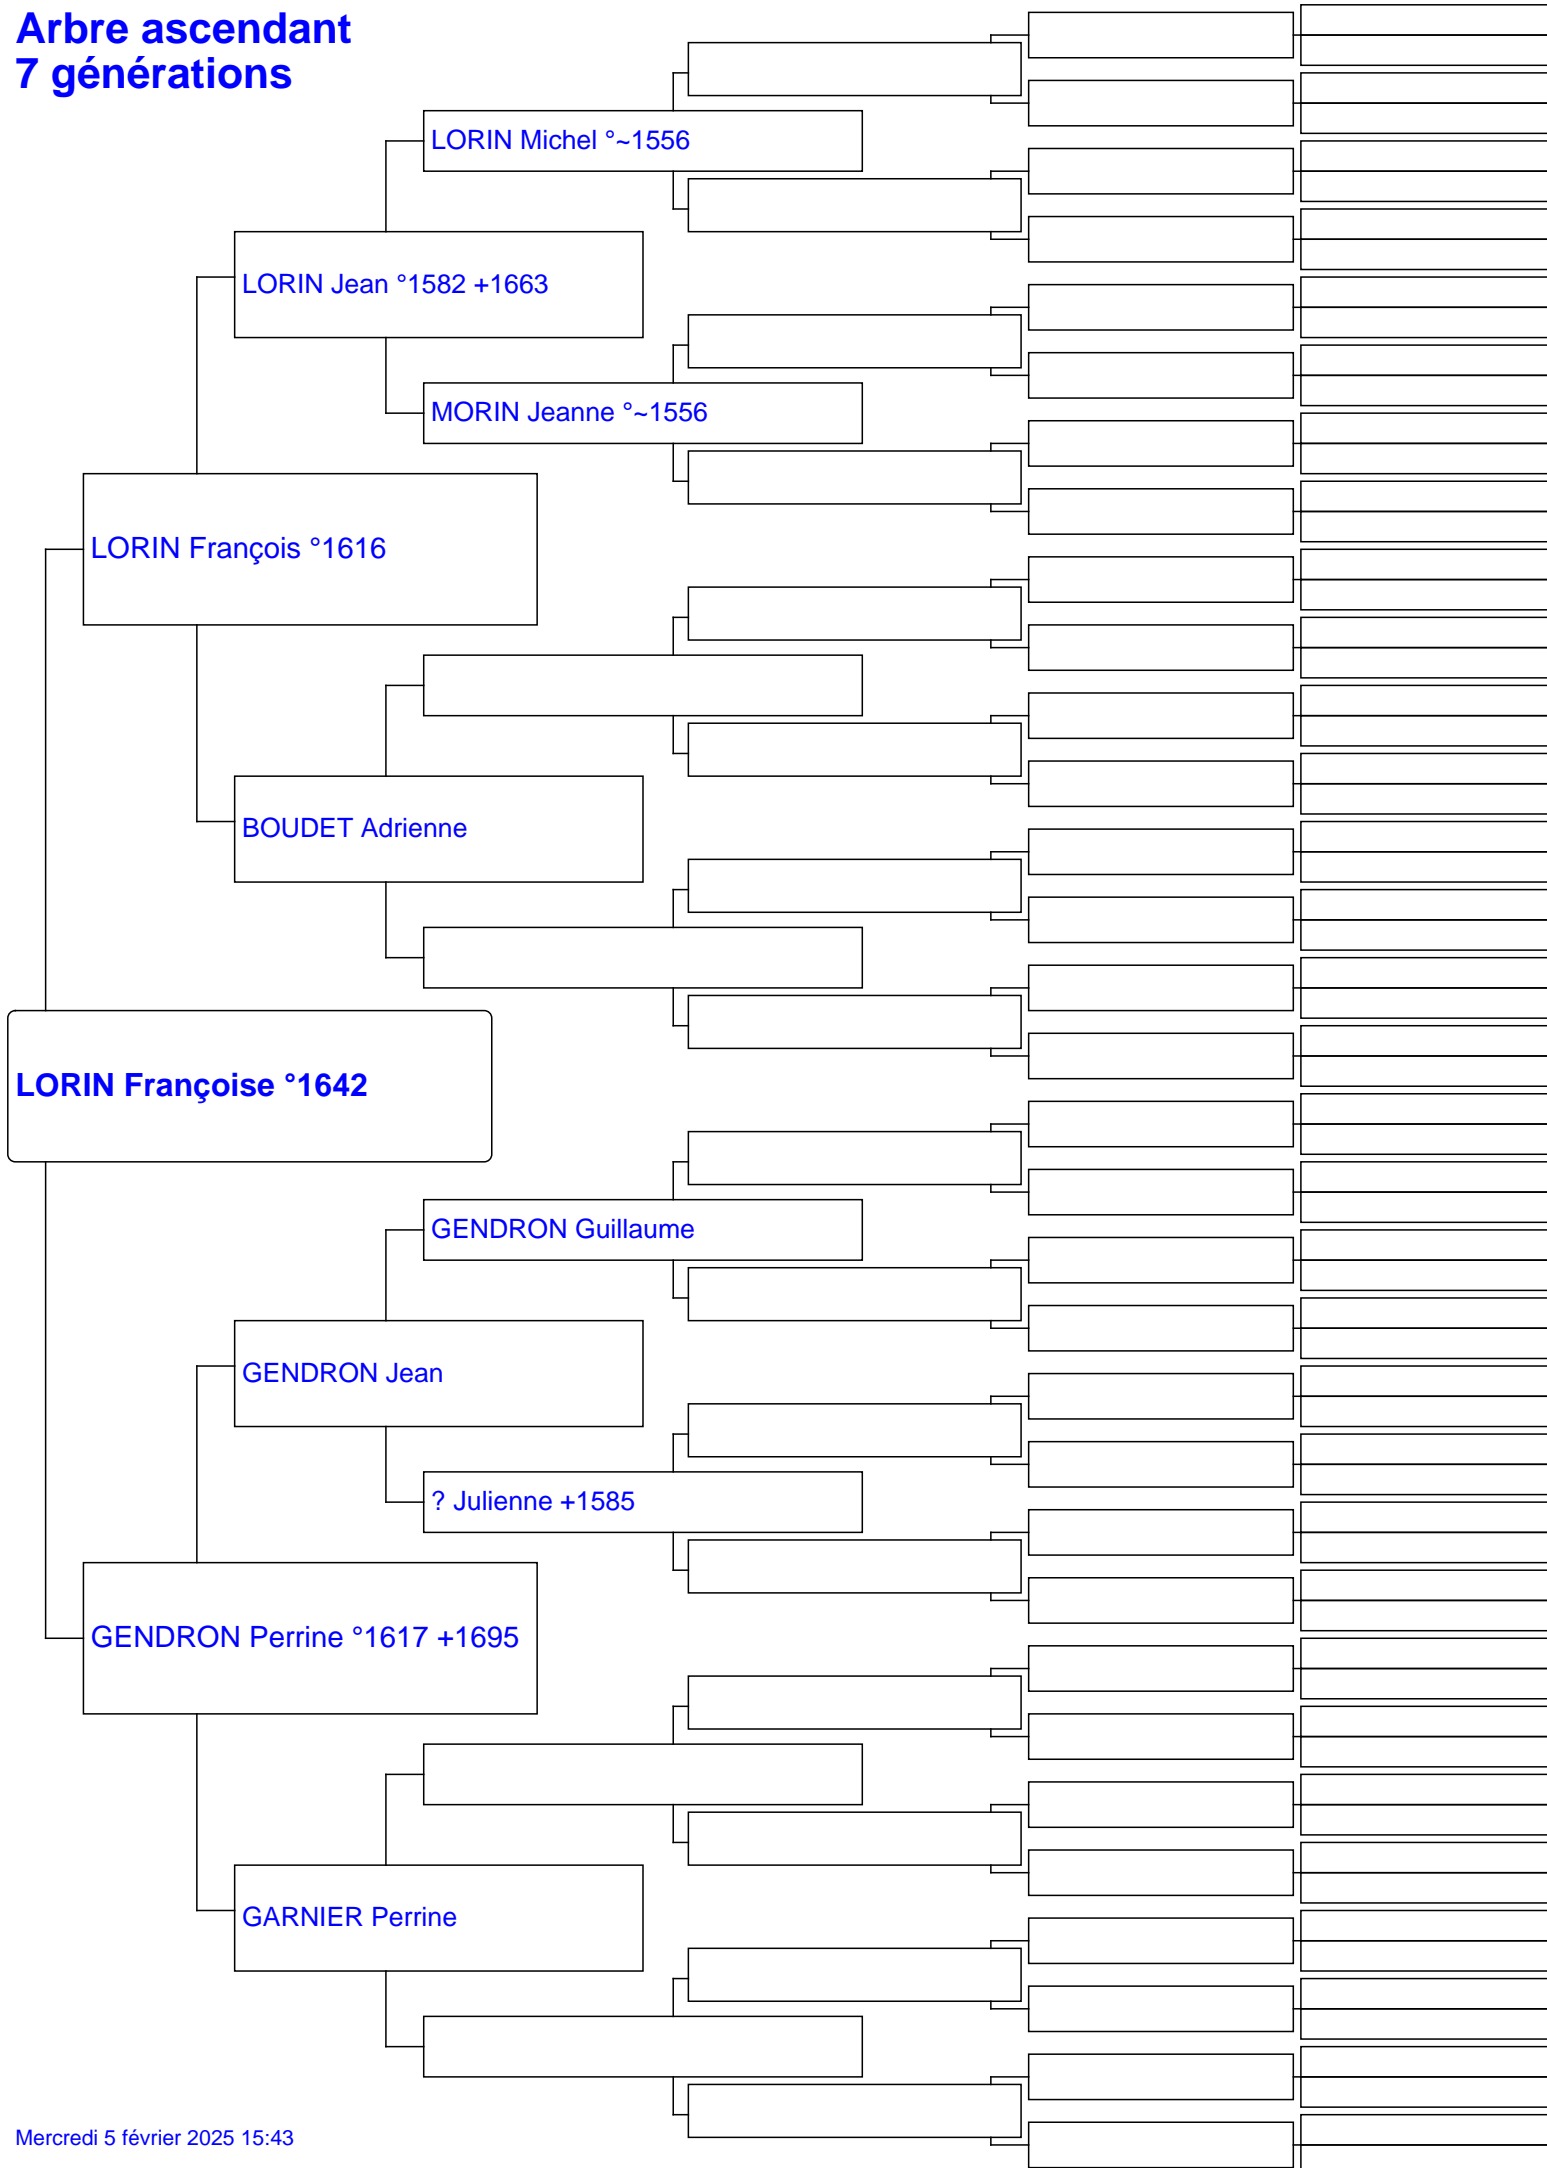 Arbre ascendant
7 générations
LORIN Michel °~1556
LORIN Jean °1582 +1663
MORIN Jeanne °~1556
LORIN François °1616
BOUDET Adrienne
LORIN Françoise °1642
GENDRON Guillaume
GENDRON Jean
? Julienne +1585
GENDRON Perrine °1617 +1695
GARNIER Perrine
Mercredi 5 février 2025 15:43